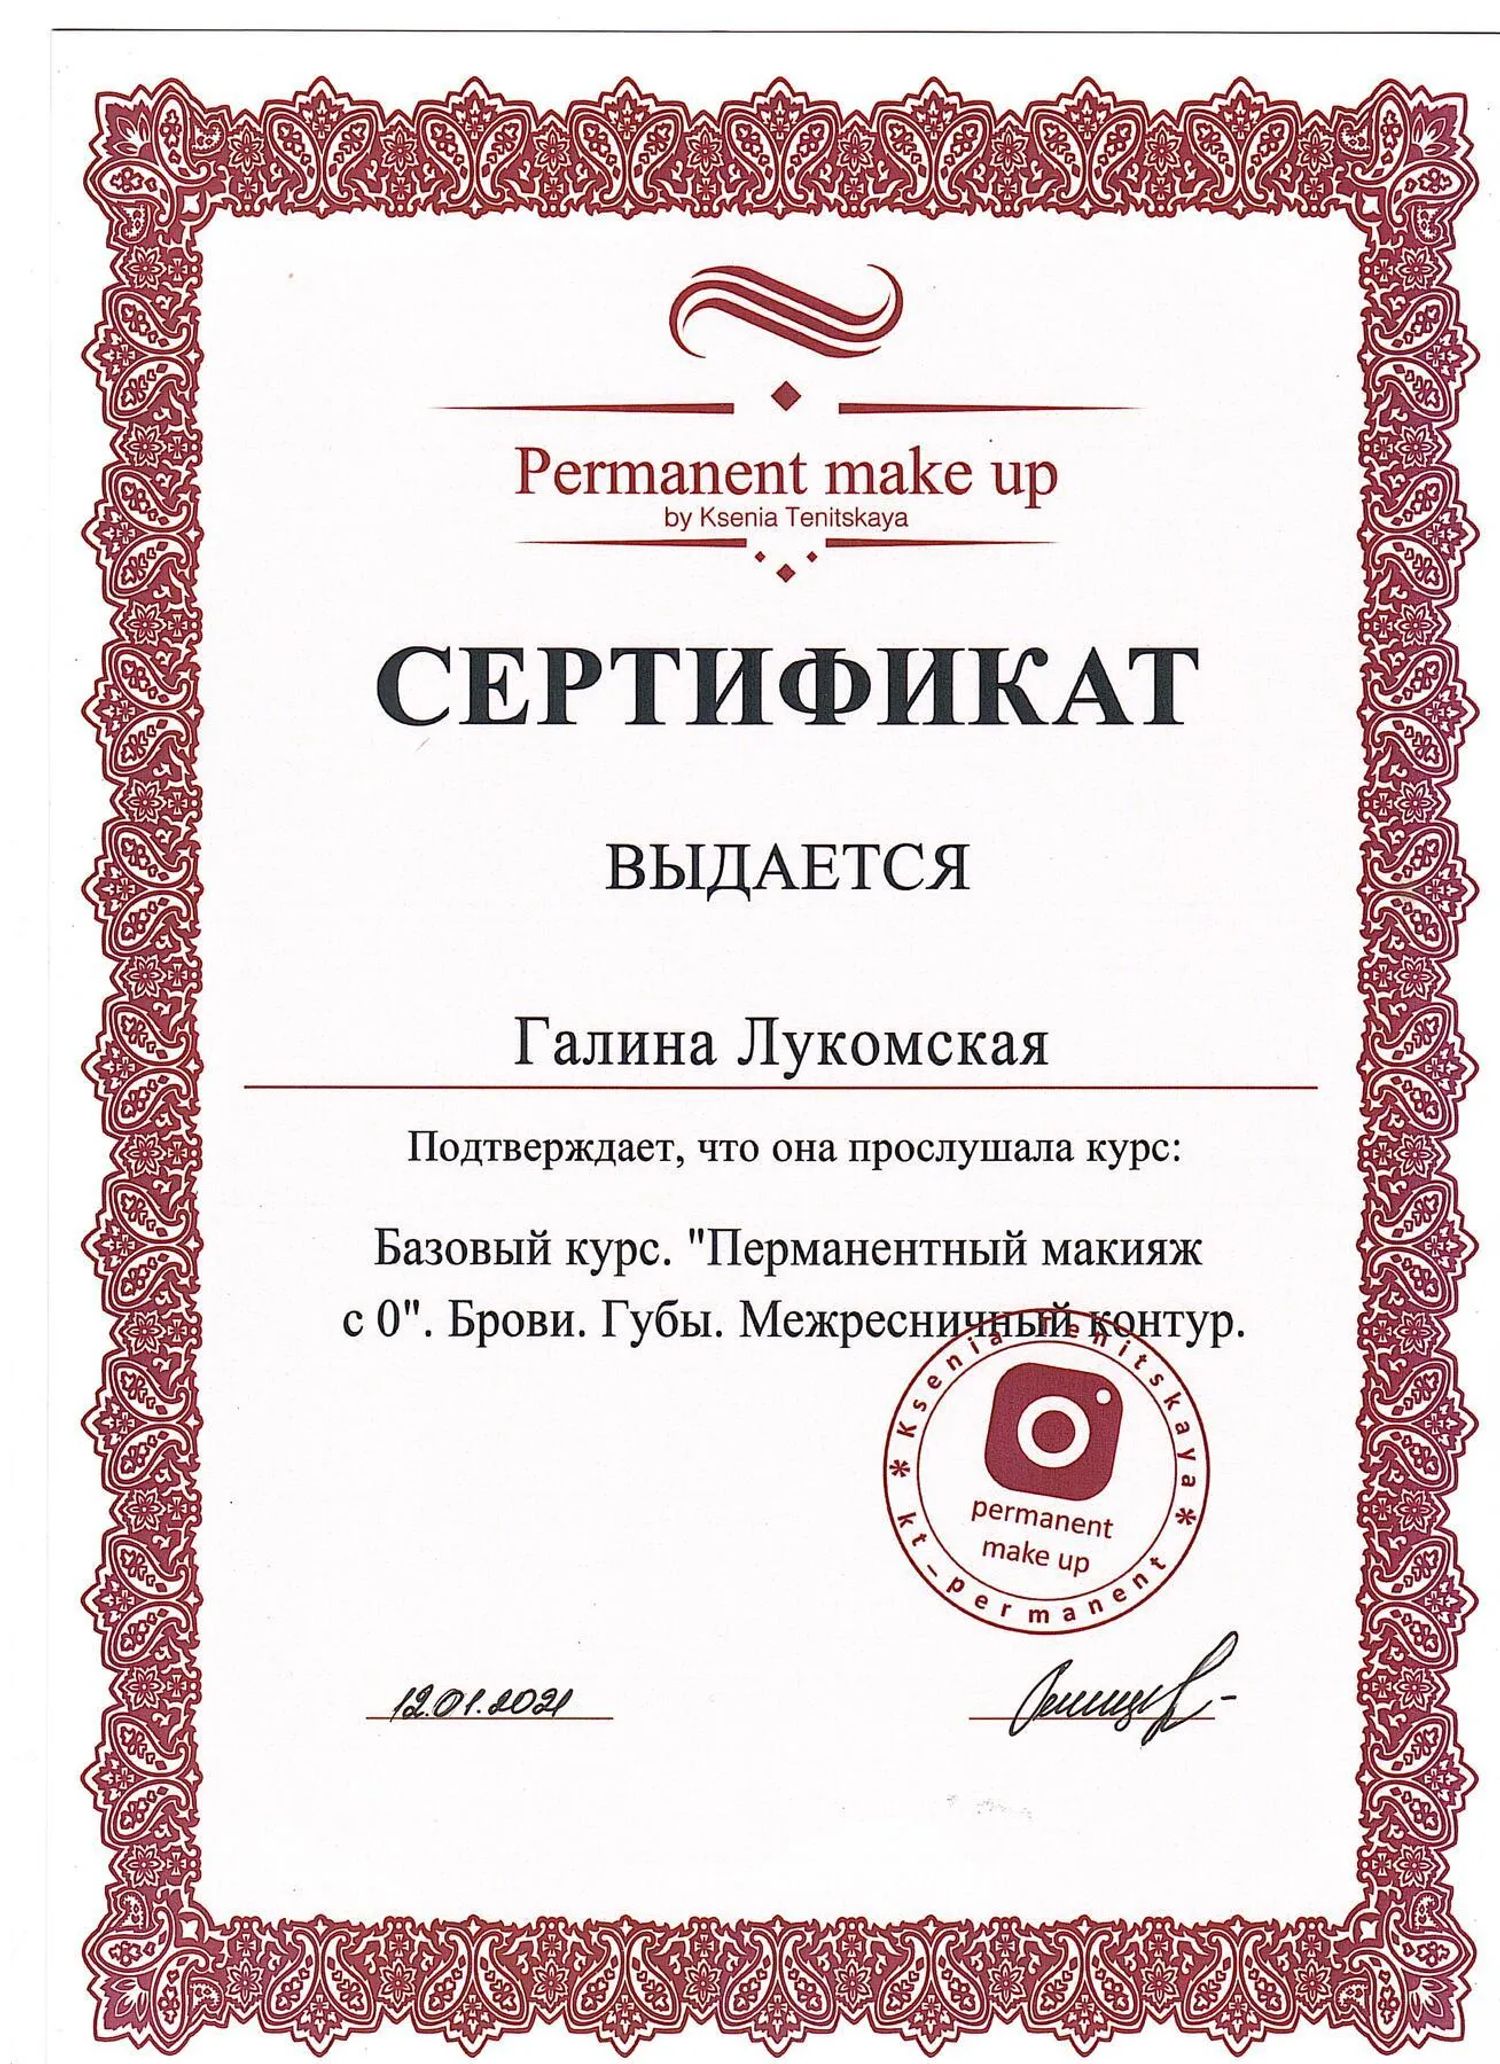 Permanent make up
by Ksenia Tenitskaya
СЕРТИФИКАТ
ВЫДАЕТСЯ
Галина Лукомская
Подтверждает, что она прослушала курс:
Базовый курс. "Перманентный макияж
с 0". Брови. Губы. Межресничный контур.
* Ksenia Tenitskaya *
permanent
make up
kt_permanent
12.01.2021